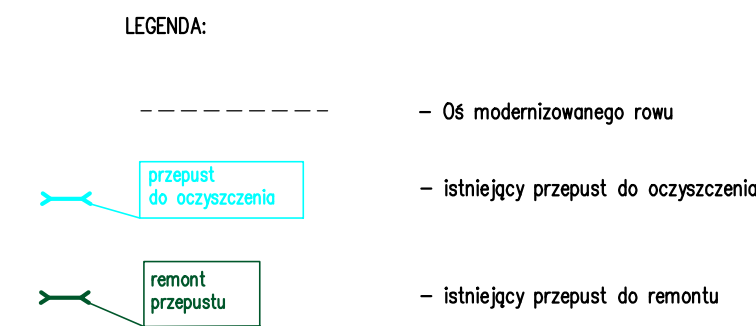 LEGENDA:
– Oś modernizowanego rowu
przepust
do oczyszczenia
– istniejący przepust do oczyszczenia
remont
przepustu
– istniejący przepust do remontu